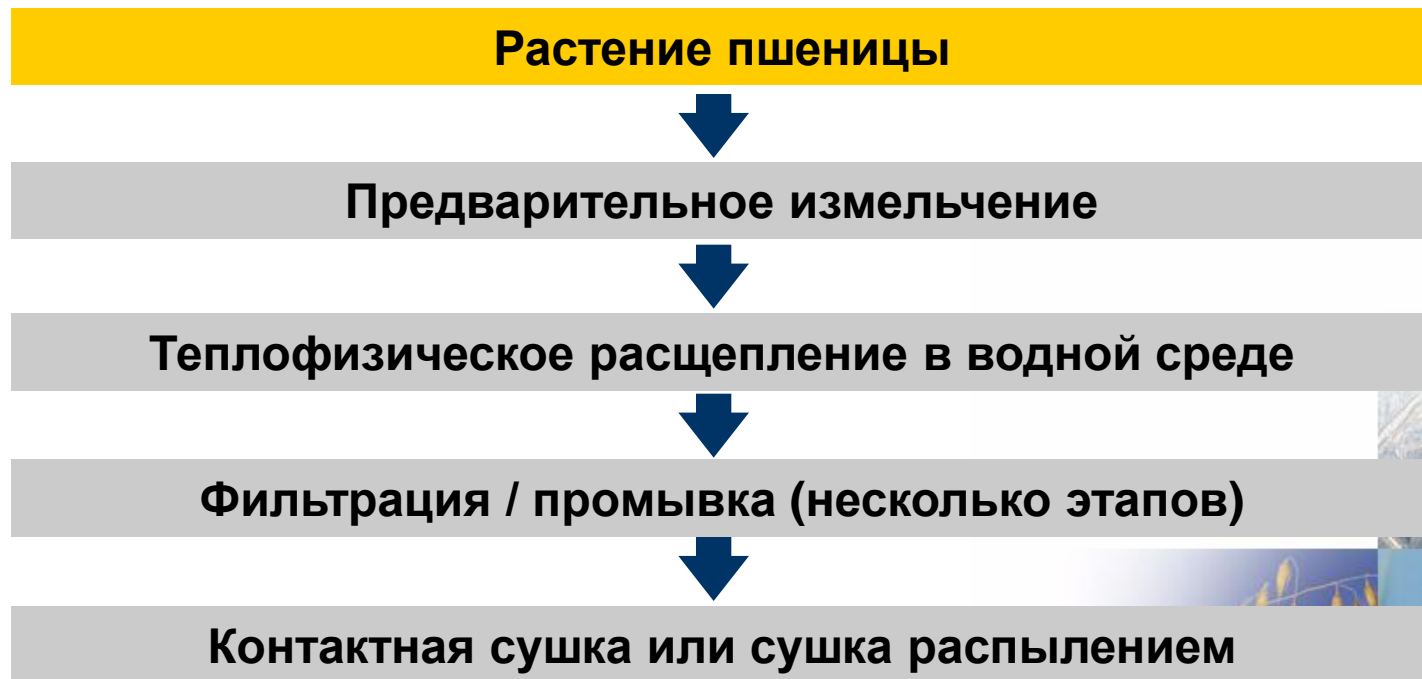 Растение пшеницы
Предварительное измельчение
Теплофизическое расщепление в водной среде
Фильтрация / промывка (несколько этапов)
Контактная сушка или сушка распылением